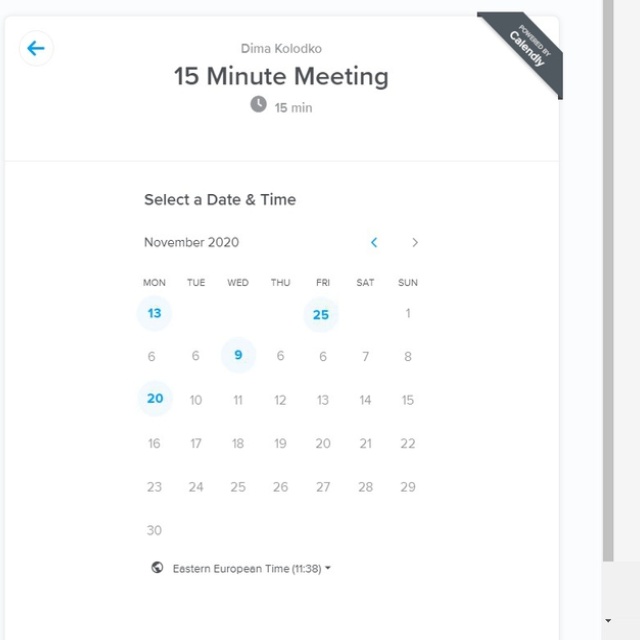 Dima Kolodko
POWERED BY
Calendly
15 Minute Meeting
15 min
Select a Date & Time
November 2020
MON TUE WED THU FRI SAT SUN
13 25 1
6 6 9 6 6 7 8
20 10 11 12 13 14 15
16 17 18 19 20 21 22
23 24 25 26 27 28 29
30
Eastern European Time (11:38)